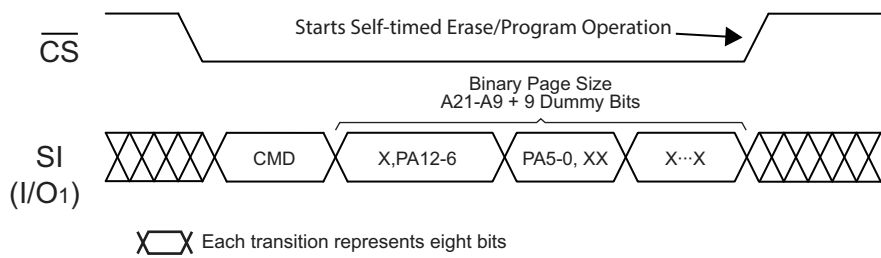 Starts Self-timed Erase/Program Operation
CS
Binary Page Size
A21-A9 + 9 Dummy Bits
SI
(I/O1)
CMD
X,PA12-6
PA5-0, XX
X···X
Each transition represents eight bits